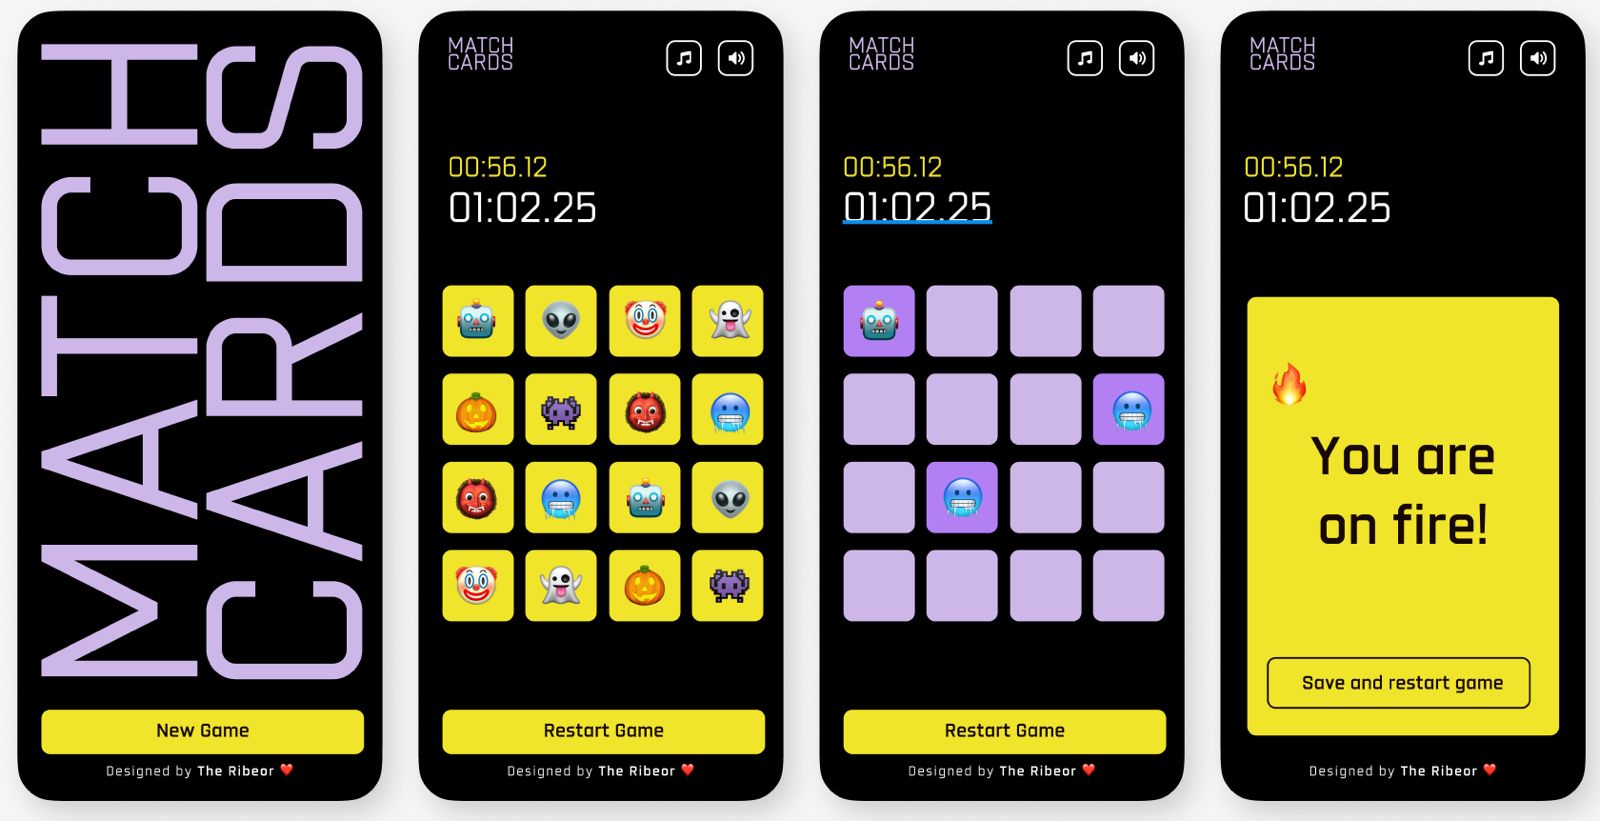 MATCH
CARDS
New Game
Designed by The Ribeor ❤️
MATCH
CARDS
00:56.12
01:02.25
Restart Game
Designed by The Ribeor ❤️
MATCH
CARDS
00:56.12
01:02.25
Restart Game
Designed by The Ribeor ❤️
MATCH
CARDS
00:56.12
01:02.25
You are
on fire!
Save and restart game
Designed by The Ribeor ❤️